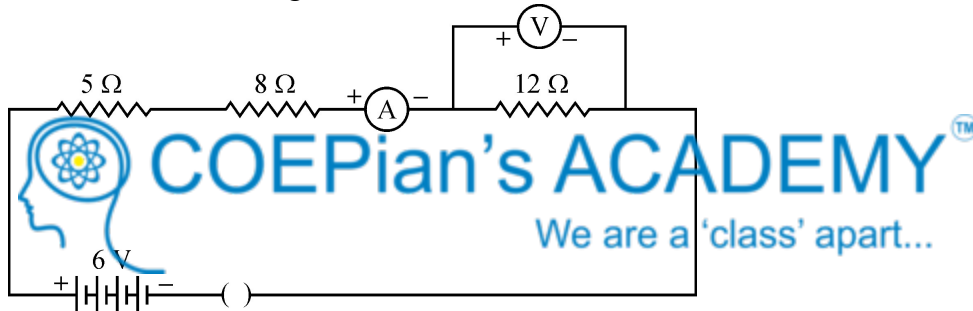 V
+ −
5 Ω 8 Ω + A − 12 Ω
COEPian's ACADEMY TM
We are a 'class' apart...
6 V
+ − ( )